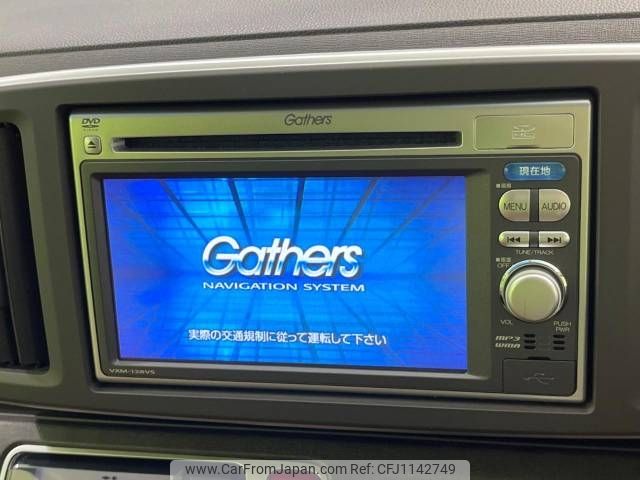 DVD
Gathers
現在地
MENU
AUDIO
TUNE/TRACK
OFF
VOL
PUSH
PWR
MP3
WMA
Gathers
NAVIGATION SYSTEM
実際の交通規制に従って運転して下さい
VXM-128VS
www.CarFromJapan.com - CFJ1142749